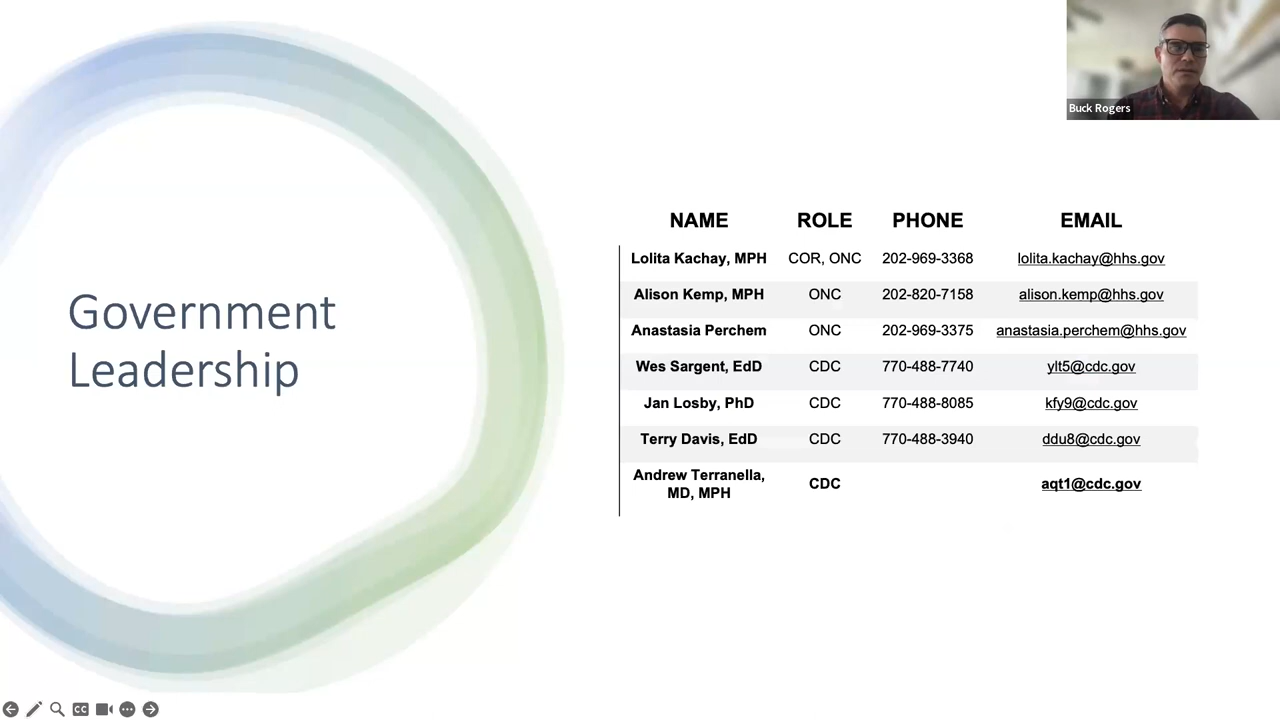 Buck Rogers
Government
Leadership
NAME ROLE PHONE EMAIL
Lolita Kachay, MPH COR, ONC 202-969-3368 lolita.kachay@hhs.gov
Alison Kemp, MPH ONC 202-820-7158 alison.kemp@hhs.gov
Anastasia Perchem ONC 202-969-3375 anastasia.perchem@hhs.gov
Wes Sargent, EdD CDC 770-488-7740 ylt5@cdc.gov
Jan Losby, PhD CDC 770-488-8085 kfy9@cdc.gov
Terry Davis, EdD CDC 770-488-3940 ddu8@cdc.gov
Andrew Terranella,
MD, MPH CDC aqt1@cdc.gov
CC